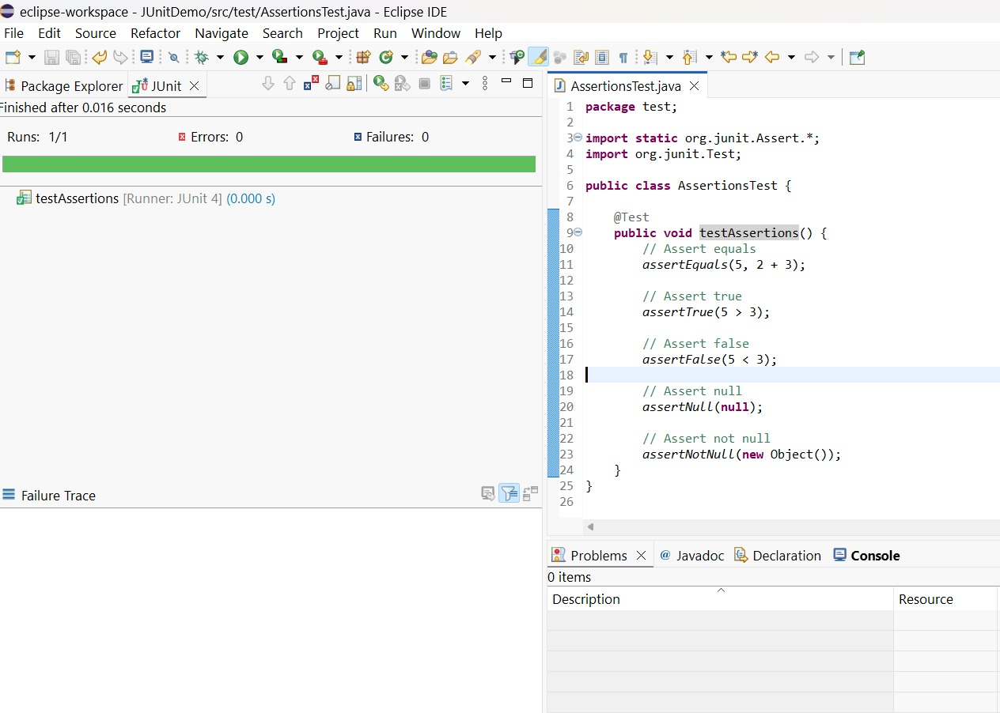 eclipse-workspace - JUnitDemo/src/test/AssertionsTest.java - Eclipse IDE
File Edit Source Refactor Navigate Search Project Run Window Help
Package Explorer JUnit
Finished after 0.016 seconds
Runs: 1/1 Errors: 0 Failures: 0
testAssertions [Runner: JUnit 4] (0.000 s)
Failure Trace
AssertionsTest.java
1 package test;
2
3 import static org.junit.Assert.*;
4 import org.junit.Test;
5
6 public class AssertionsTest {
7
8     @Test
9     public void testAssertions() {
10         // Assert equals
11         assertEquals(5, 2 + 3);
12
13         // Assert true
14         assertTrue(5 > 3);
15
16         // Assert false
17         assertFalse(5 < 3);
18
19         // Assert null
20         assertNull(null);
21
22         // Assert not null
23         assertNotNull(new Object());
24     }
25 }
26
Problems @ Javadoc Declaration Console
0 items
Description Resource